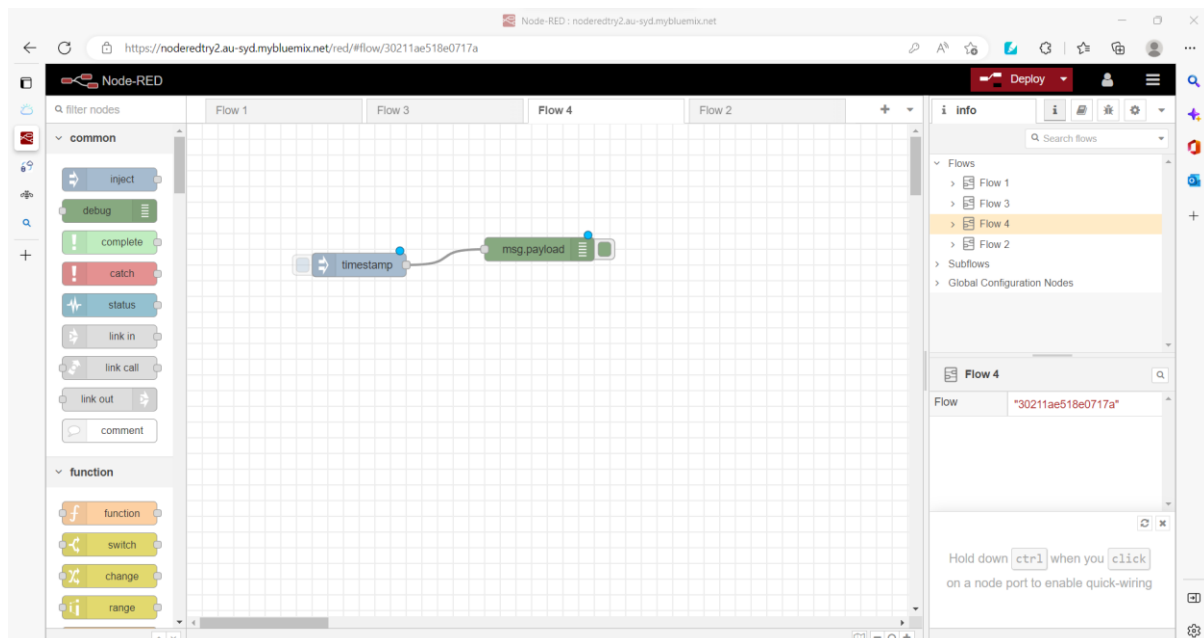 Node-RED : noderedtry2.au-syd.mybluemix.net
https://noderedtry2.au-syd.mybluemix.net/red/#flow/30211ae518e0717a
Node-RED
Deploy
filter nodes
Flow 1
Flow 3
Flow 4
Flow 2
i info
i
Search flows
common
inject
debug
complete
catch
status
link in
link call
link out
comment
function
function
switch
change
range
timestamp
msg.payload
Flows
Flow 1
Flow 3
Flow 4
Flow 2
Subflows
Global Configuration Nodes
Flow 4
Flow "30211ae518e0717a"
Hold down ctrl when you click
on a node port to enable quick-wiring